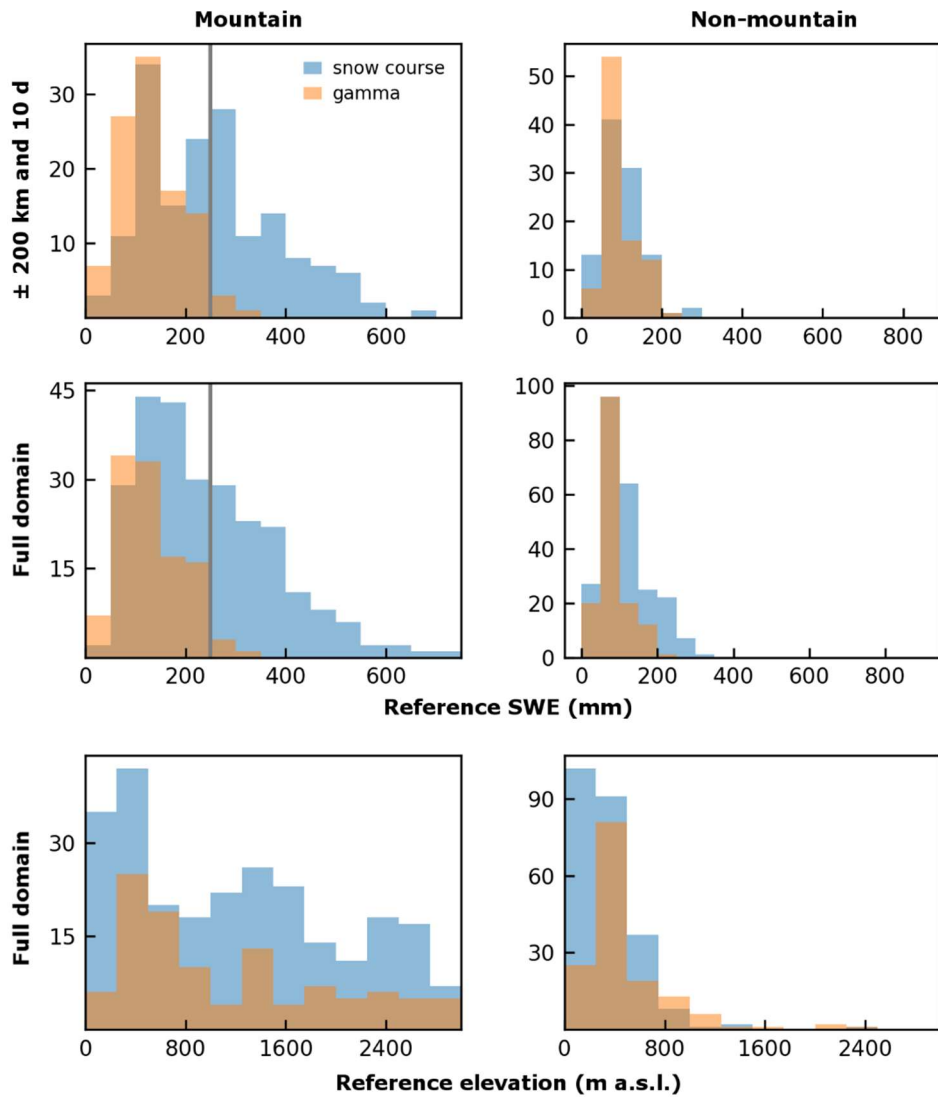 Mountain
Non-mountain
± 200 km and 10 d
snow course
gamma
30
20
10
0 200 400 600
50
40
30
20
10
0
0 200 400 600 800
Full domain
45
30
15
0 200 400 600
100
80
60
40
20
0
0 200 400 600 800
Reference SWE (mm)
Full domain
30
15
0 800 1600 2400
90
60
30
0 800 1600 2400
Reference elevation (m a.s.l.)